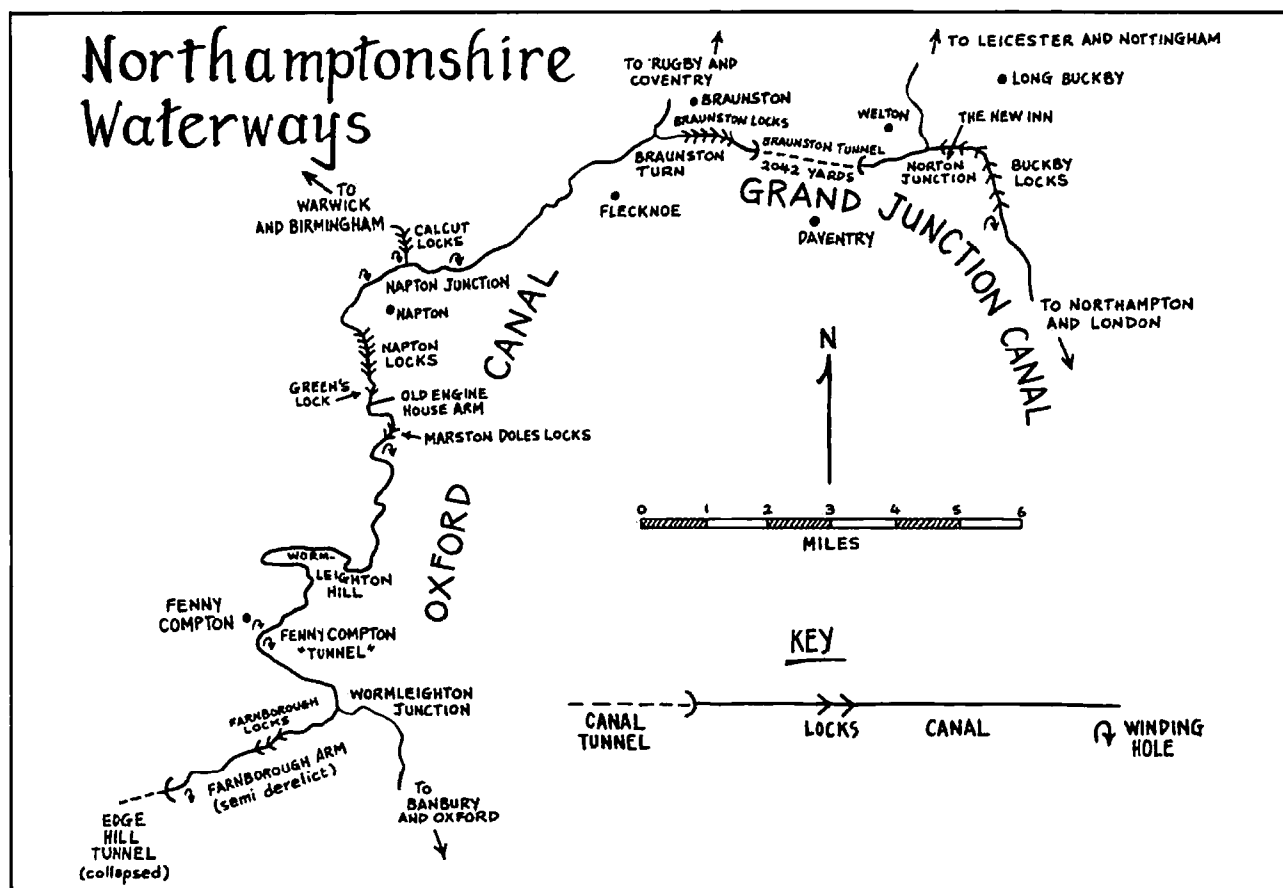 Northamptonshire
Waterways
TO RUGBY AND
COVENTRY
BRAUNSTON
BRAUNSTON LOCKS
BRAUNSTON
TURN
BRAUNSTON TUNNEL
2042 YARDS
TO LEICESTER AND NOTTINGHAM
LONG BUCKBY
WELTON
THE NEW INN
NORTON
JUNCTION
BUCKBY
LOCKS
FLECKNOE
GRAND JUNCTION CANAL
DAVENTRY
TO
WARWICK
AND BIRMINGHAM
CALCUT
LOCKS
NAPTON JUNCTION
NAPTON
NAPTON
LOCKS
GREEN'S
LOCK
OLD ENGINE
HOUSE ARM
MARSTON DOLES LOCKS
OXFORD CANAL
TO NORTHAMPTON
AND LONDON
N
0 1 2 3 4 5 6
MILES
WORM-
LEIGHTON
HILL
FENNY
COMPTON
FENNY COMPTON
"TUNNEL"
WORMLEIGHTON
JUNCTION
FARNBOROUGH
LOCKS
FARNBOROUGH ARM
(semi derelict)
EDGE
HILL
TUNNEL
(collapsed)
TO
BANBURY
AND OXFORD
KEY
CANAL
TUNNEL
LOCKS
CANAL
WINDING
HOLE